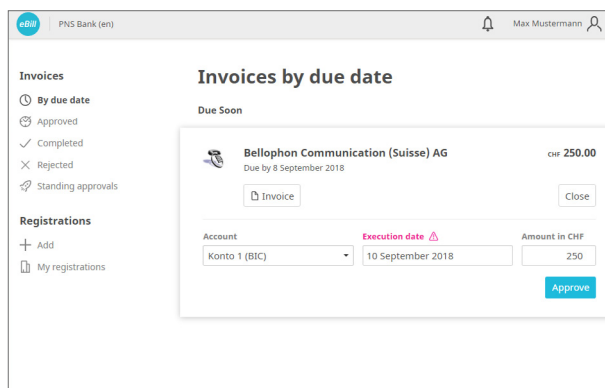 eBill PNS Bank (en) Max Mustermann
Invoices
By due date
Approved
Completed
Rejected
Standing approvals
Registrations
Add
My registrations
Invoices by due date
Due Soon
Bellophon Communication (Suisse) AG CHF 250.00
Due by 8 September 2018
Invoice Close
Account Execution date Amount in CHF
Konto 1 (BIC) 10 September 2018 250
Approve